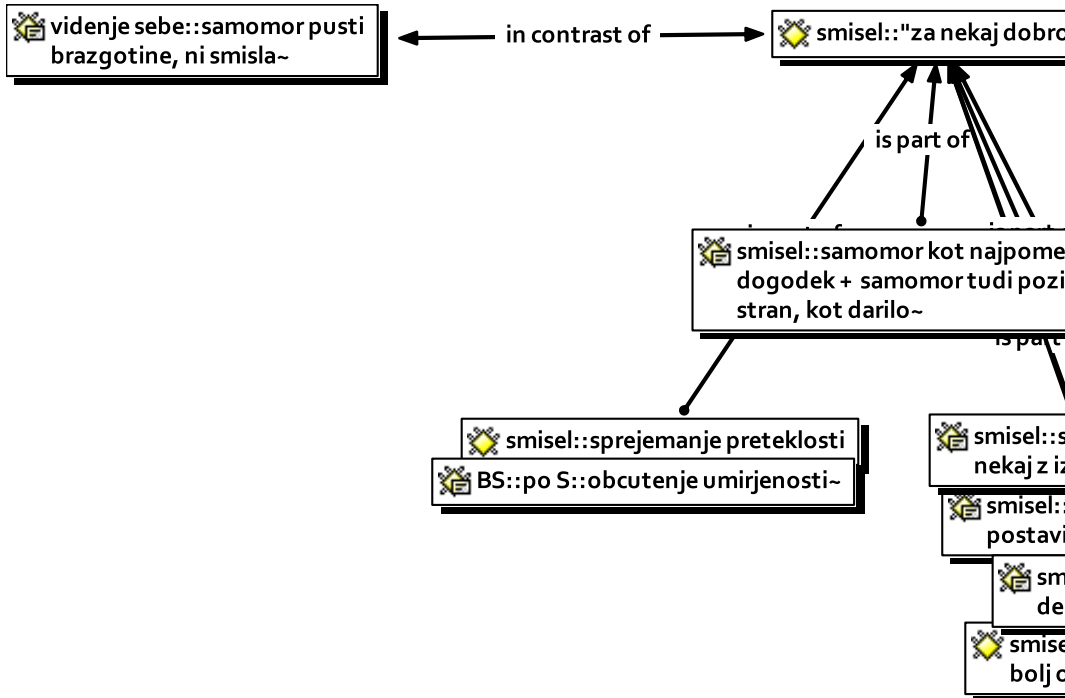 videnje sebe::samomor pusti
brazgotine, ni smisla~
in contrast of
smisel::"za nekaj dobro
is part of
smisel::samomor kot najpome
dogodek + samomor tudi pozi
stran, kot darilo~
is part
smisel::sprejemanje preteklosti
BS::po S::obcutenje umirjenosti~
smisel::s
nekaj z iz
smisel::
postavi
sm
de
smise
bolj o